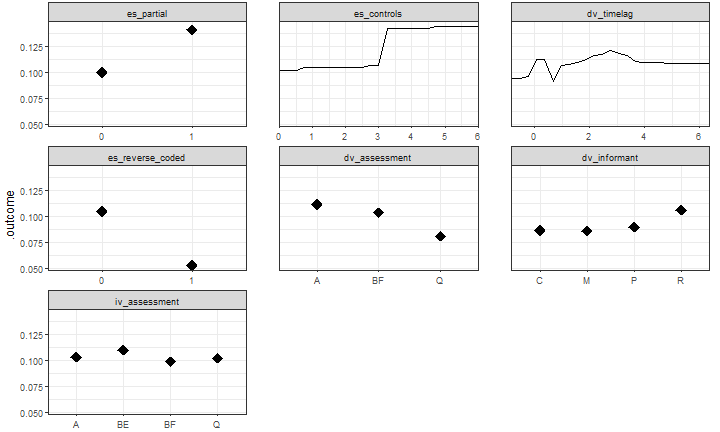 es_partial es_controls dv_timelag
0.125
0.100
0.075
0.050
0 1 0 1 2 3 4 5 6 0 2 4 6
es_reverse_coded dv_assessment dv_informant
.outcome
0.125
0.100
0.075
0.050
0 1 A BF Q C M P R
iv_assessment
0.125
0.100
0.075
0.050
A BE BF Q